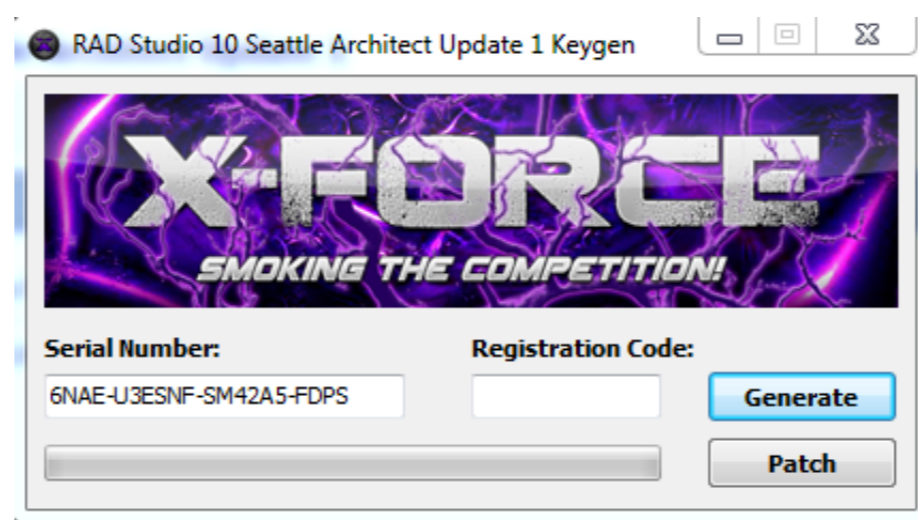 RAD Studio 10 Seattle Architect Update 1 Keygen
X-FORCE
SMOKING THE COMPETITION!
Serial Number: Registration Code:
6NAE-U3ESNF-SM42A5-FDPS Generate
Patch